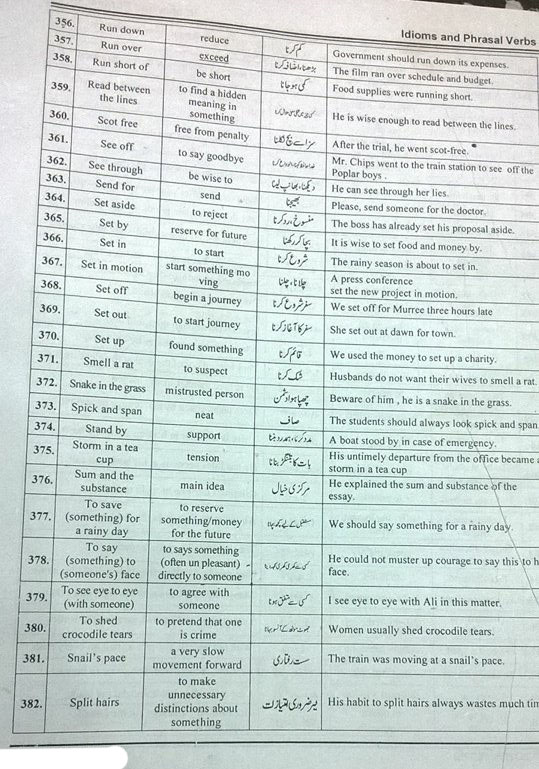 Idioms and Phrasal Verbs
356. Run down reduce کم کرنا Government should run down its expenses.
357. Run over exceed بڑھنا، اضافہ کرنا The film ran over schedule and budget.
358. Run short of be short کمی ہو جانا Food supplies were running short.
359. Read between the lines to find a hidden meaning in something He is wise enough to read between the lines.
360. Scot free free from penalty سزا سے بچ نکلنا After the trial, he went scot-free.
361. See off to say goodbye Mr. Chips went to the train station to see off the Poplar boys .
362. See through be wise to دیکھنا، بھانپ لینا He can see through her lies.
363. Send for send بھیجنا Please, send someone for the doctor.
364. Set aside to reject منسوخ، رد کرنا The boss has already set his proposal aside.
365. Set by reserve for future بچا کر رکھنا It is wise to set food and money by.
366. Set in to start شروع کرنا The rainy season is about to set in.
367. Set in motion start something mo ving چلانا، چلنا A press conference set the new project in motion.
368. Set off begin a journey سفر شروع کرنا We set off for Murree three hours late
369. Set out to start journey سفر کا آغاز کرنا She set out at dawn for town.
370. Set up found something قائم کرنا We used the money to set up a charity.
371. Smell a rat to suspect شک کرنا Husbands do not want their wives to smell a rat.
372. Snake in the grass mistrusted person چھپا ہوا دشمن Beware of him , he is a snake in the grass.
373. Spick and span neat صاف The students should always look spick and span
374. Stand by support مدد کرنا، ہمدرد بننا A boat stood by in case of emergency.
375. Storm in a tea cup tension بات کا بتنگڑ بنانا His untimely departure from the office became a storm in a tea cup
376. Sum and the substance main idea مرکزی خیال He explained the sum and substance of the essay.
377. To save (something) for a rainy day to reserve something/money for the future We should say something for a rainy day.
378. To say (something) to (someone's) face to says something (often un pleasant) directly to someone He could not muster up courage to say this to h face.
379. To see eye to eye (with someone) to agree with someone کسی سے متفق ہونا I see eye to eye with Ali in this matter.
380. To shed crocodile tears to pretend that one is crime Women usually shed crocodile tears.
381. Snail's pace a very slow movement forward ست رفتاری The train was moving at a snail's pace.
382. Split hairs to make unnecessary distinctions about something غیر ضروری امتیازت His habit to split hairs always wastes much tim